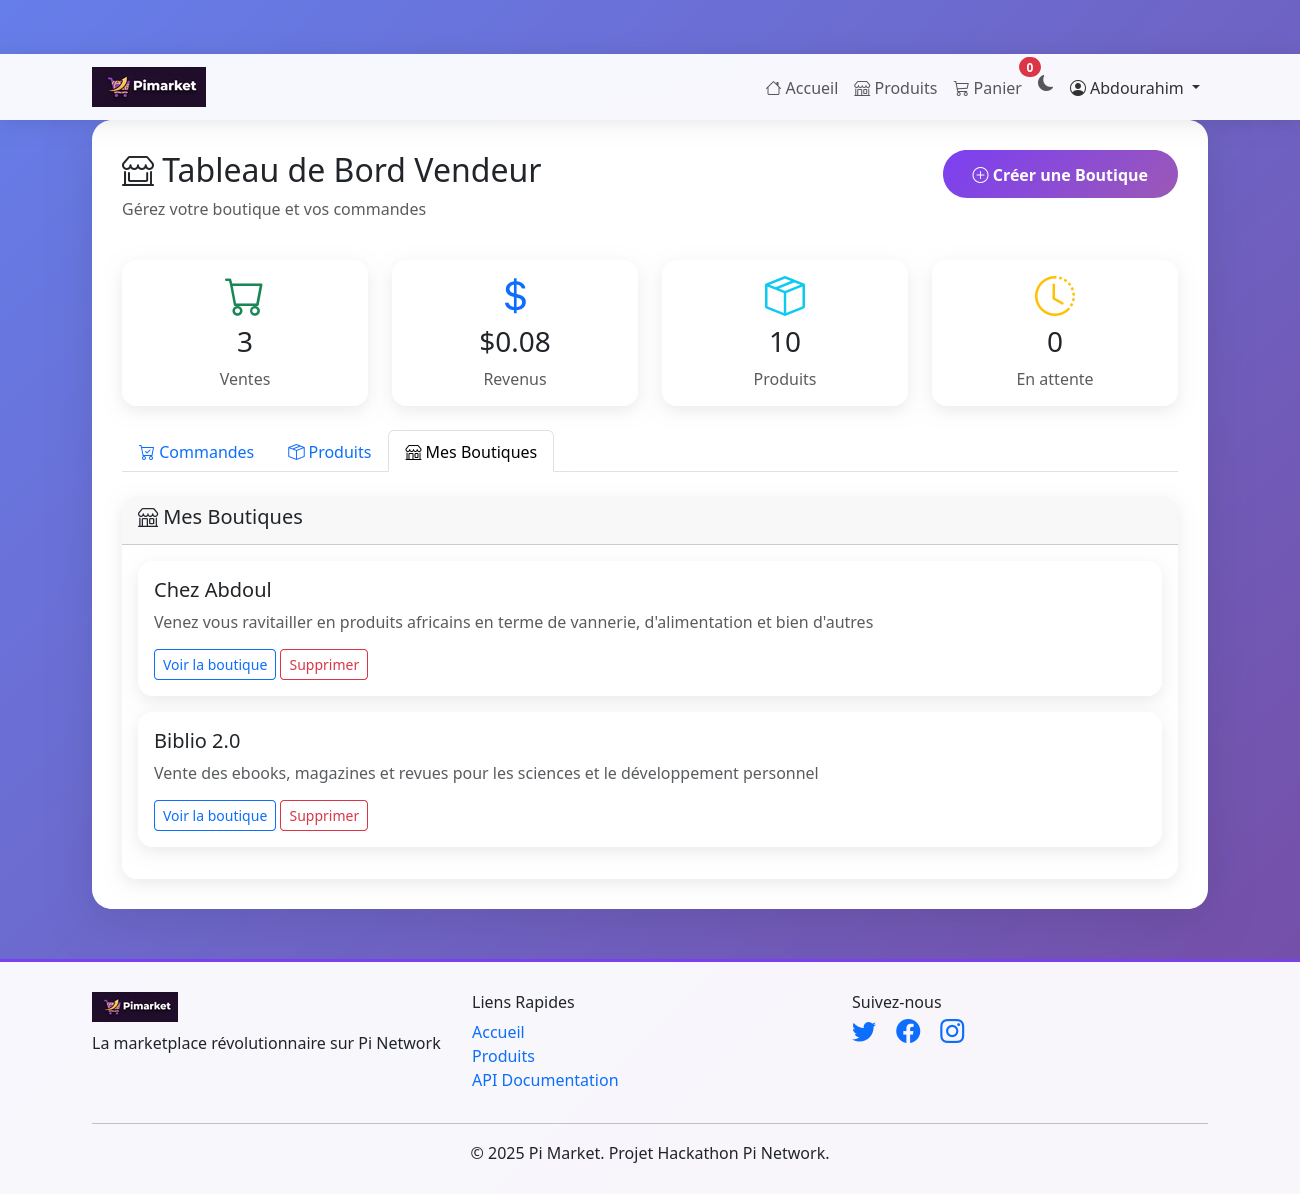 Pimarket
Accueil
Produits
Panier
0
Abdourahim
Tableau de Bord Vendeur
Créer une Boutique
Gérez votre boutique et vos commandes
3
Ventes
$0.08
Revenus
10
Produits
0
En attente
Commandes
Produits
Mes Boutiques
Mes Boutiques
Chez Abdoul
Venez vous ravitailler en produits africains en terme de vannerie, d'alimentation et bien d'autres
Voir la boutique
Supprimer
Biblio 2.0
Vente des ebooks, magazines et revues pour les sciences et le développement personnel
Voir la boutique
Supprimer
Pimarket
La marketplace révolutionnaire sur Pi Network
Liens Rapides
Accueil
Produits
API Documentation
Suivez-nous
© 2025 Pi Market. Projet Hackathon Pi Network.